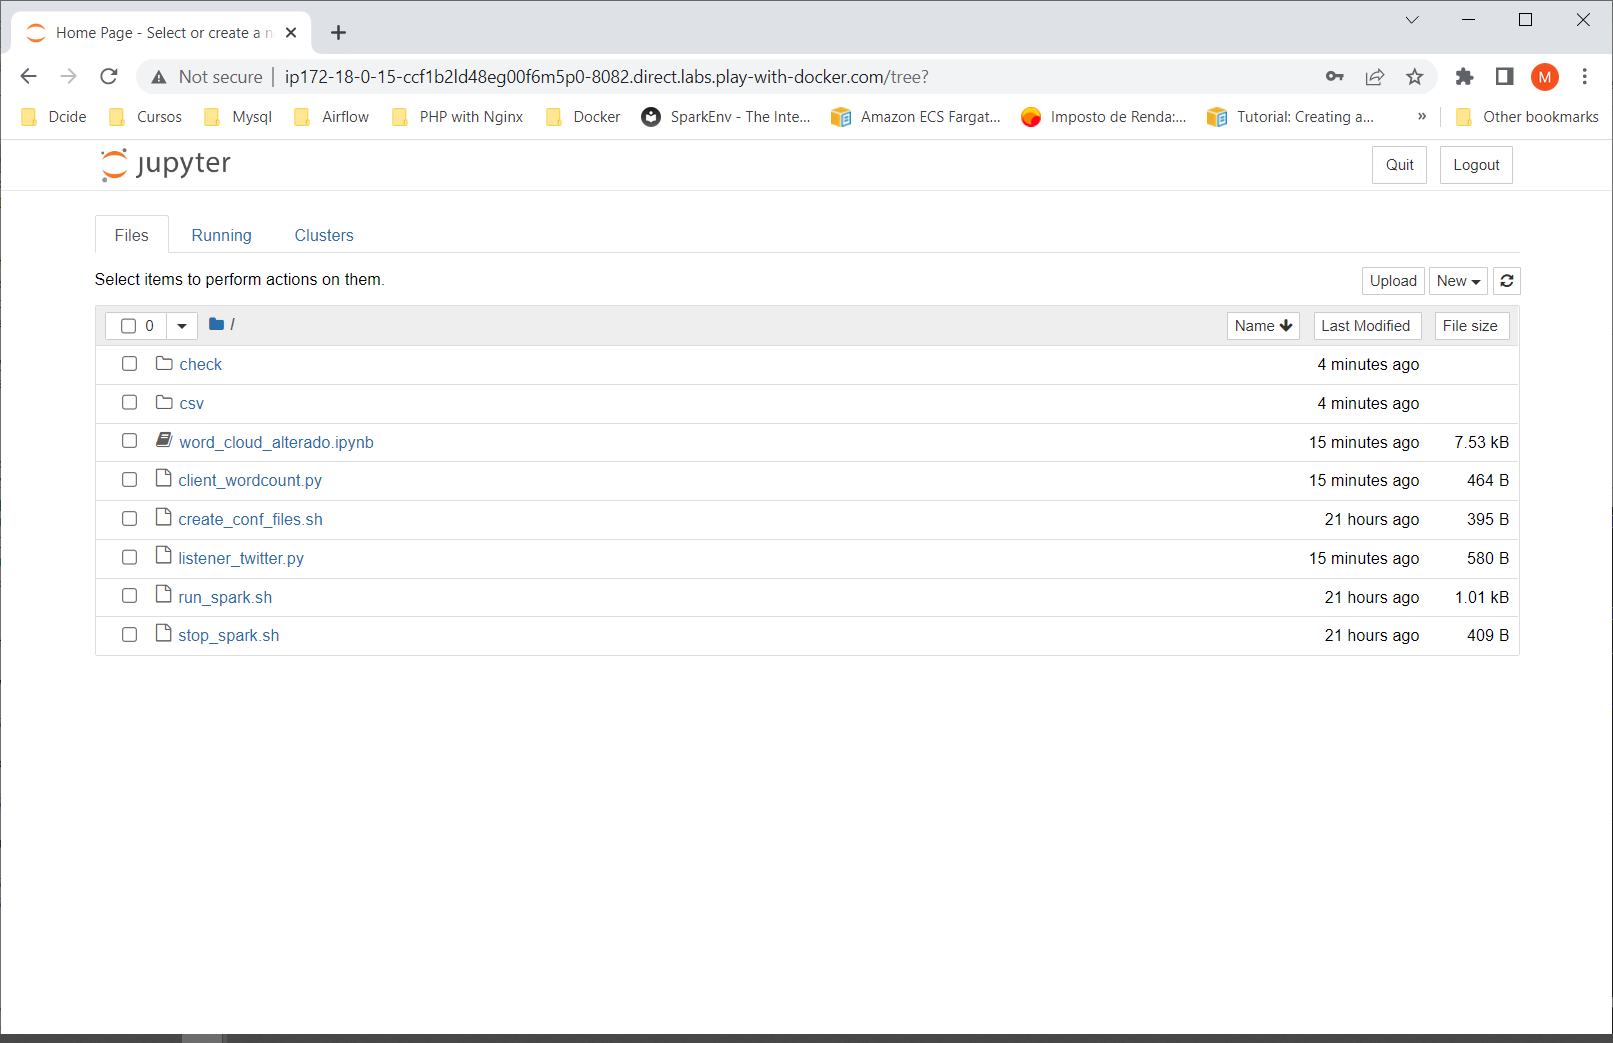 Home Page - Select or create a n
Not secure | ip172-18-0-15-ccf1b2ld48eg00f6m5p0-8082.direct.labs.play-with-docker.com/tree? M
Dcide Cursos Mysql Airflow PHP with Nginx Docker SparkEnv - The Inte... Amazon ECS Fargat... Imposto de Renda:... Tutorial: Creating a... » Other bookmarks
jupyter Quit Logout
Files Running Clusters
Select items to perform actions on them. Upload New
0 / Name Last Modified File size
check 4 minutes ago
csv 4 minutes ago
word_cloud_alterado.ipynb 15 minutes ago 7.53 kB
client_wordcount.py 15 minutes ago 464 B
create_conf_files.sh 21 hours ago 395 B
listener_twitter.py 15 minutes ago 580 B
run_spark.sh 21 hours ago 1.01 kB
stop_spark.sh 21 hours ago 409 B